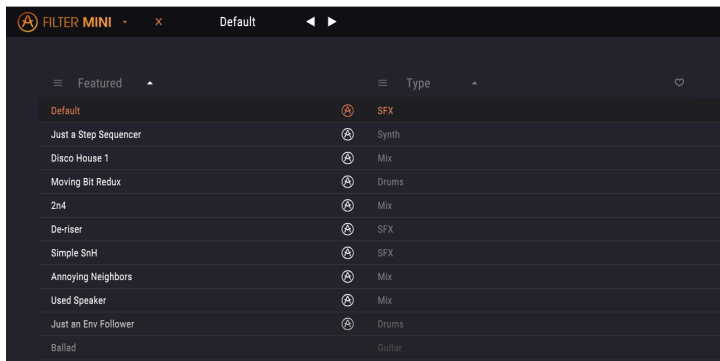 FILTER MINI X Default
Featured Type
Default SFX
Just a Step Sequencer Synth
Disco House 1 Mix
Moving Bit Redux Drums
2n4 Mix
De-riser SFX
Simple SnH SFX
Annoying Neighbors Mix
Used Speaker Mix
Just an Env Follower Drums
Ballad Guitar